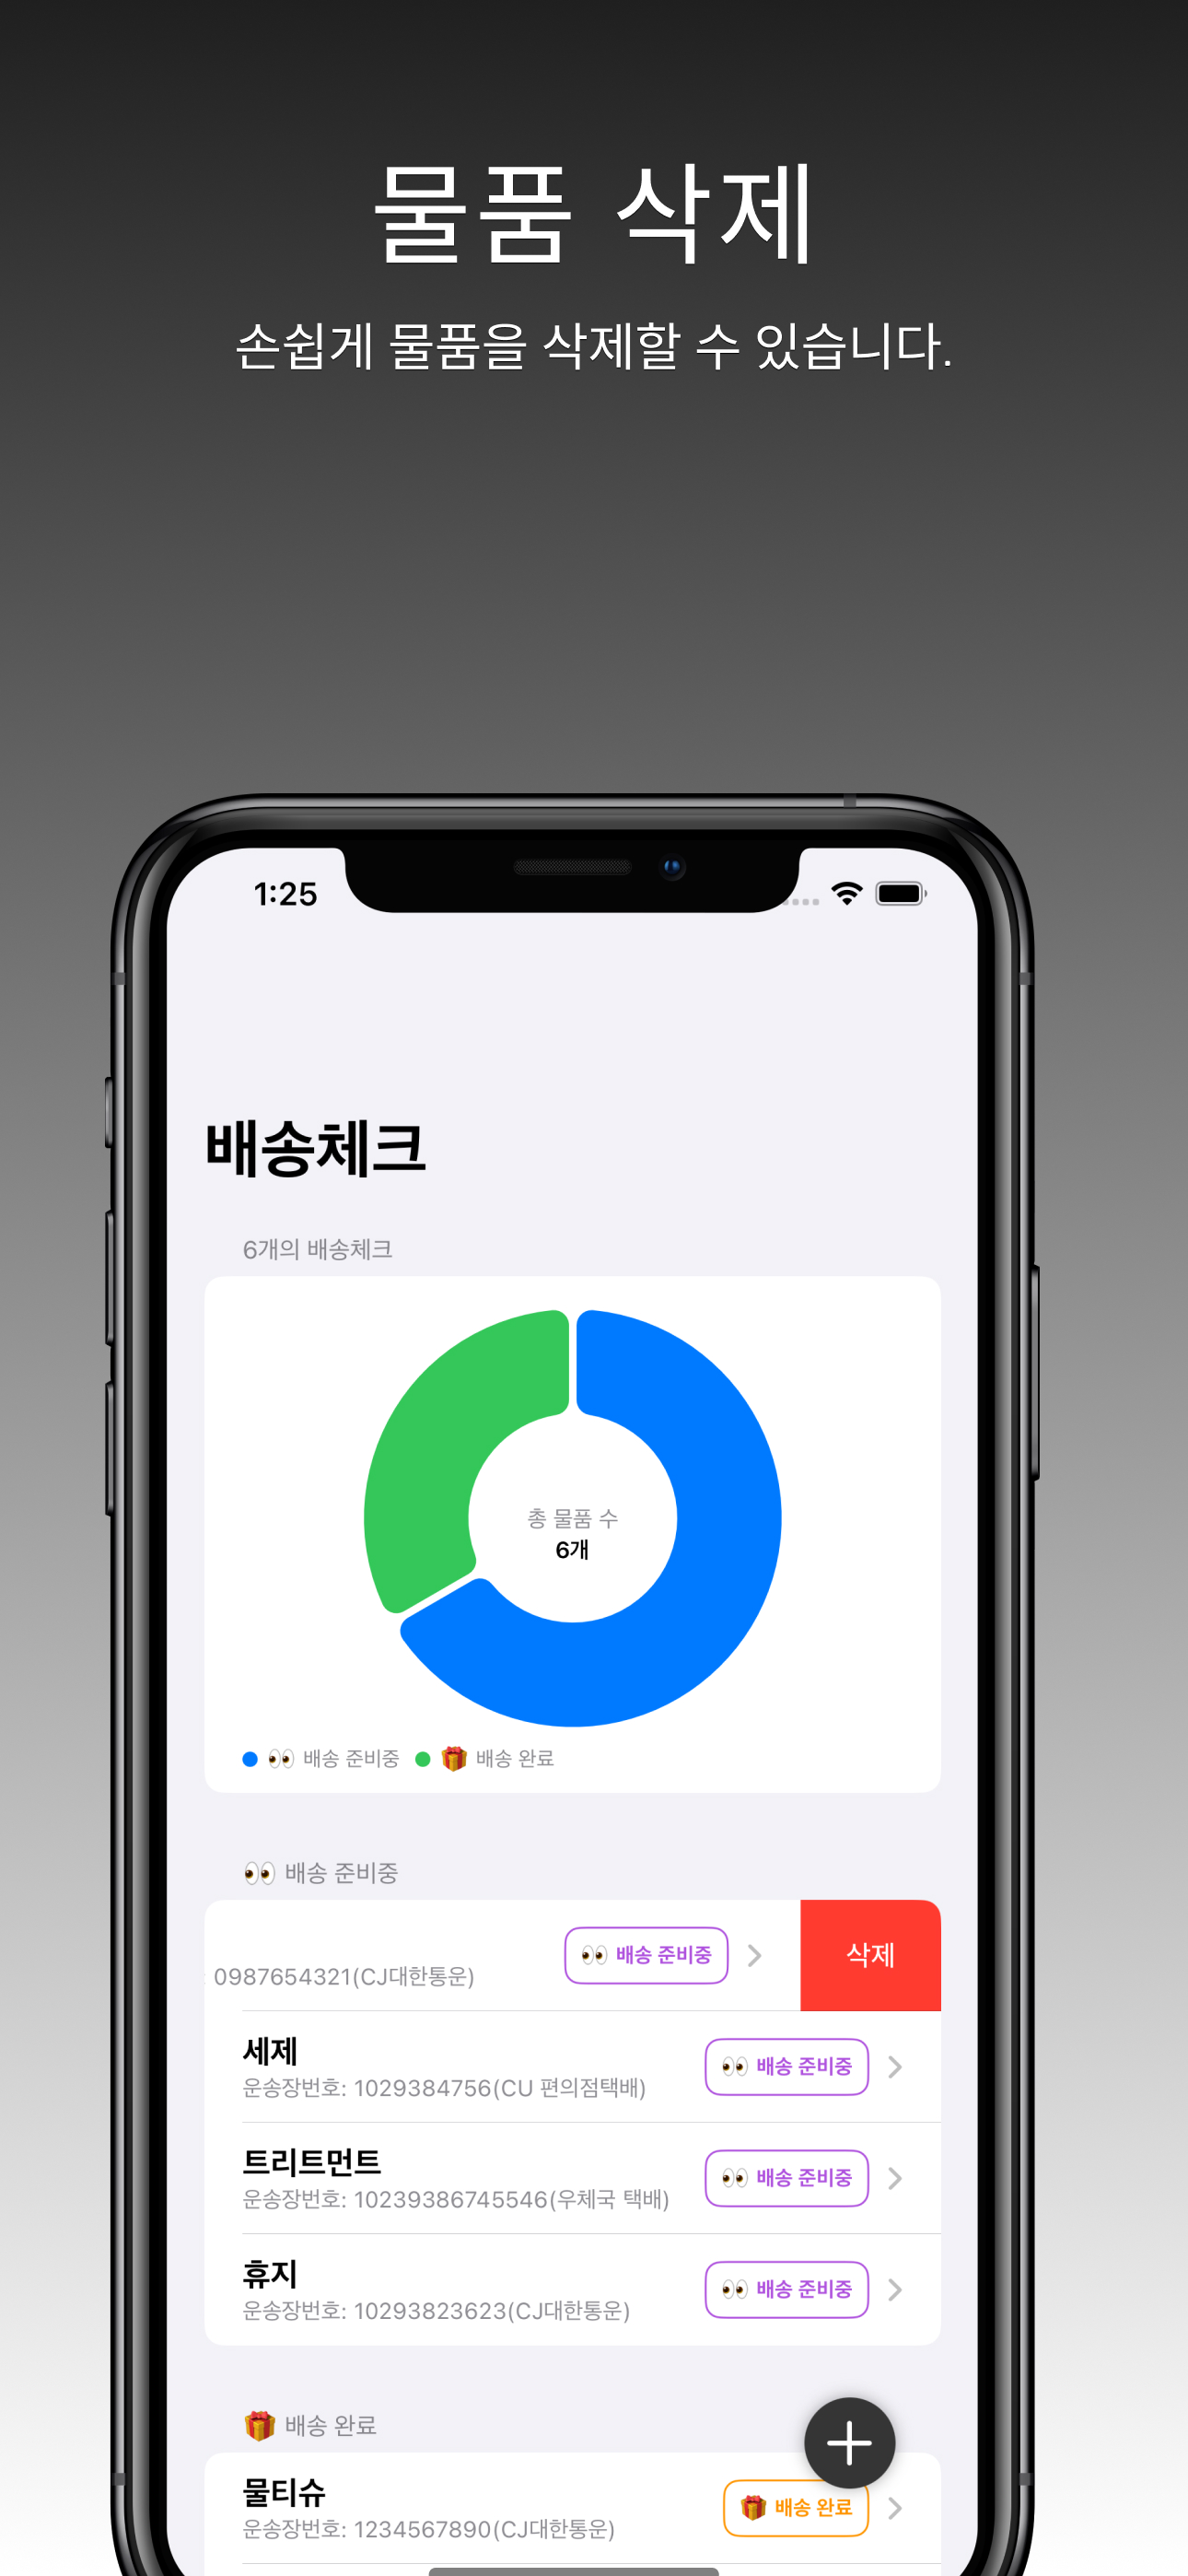 물품 삭제
손쉽게 물품을 삭제할 수 있습니다.
1:25
배송체크
6개의 배송체크
총 물품 수
6개
👀 배송 준비중 🎁 배송 완료
👀 배송 준비중
: 0987654321(CJ대한통운)
👀 배송 준비중
삭제
세제
운송장번호: 1029384756(CU 편의점택배)
👀 배송 준비중
트리트먼트
운송장번호: 10239386745546(우체국 택배)
👀 배송 준비중
휴지
운송장번호: 10293823623(CJ대한통운)
👀 배송 준비중
🎁 배송 완료
물티슈
운송장번호: 1234567890(CJ대한통운)
🎁 배송 완료